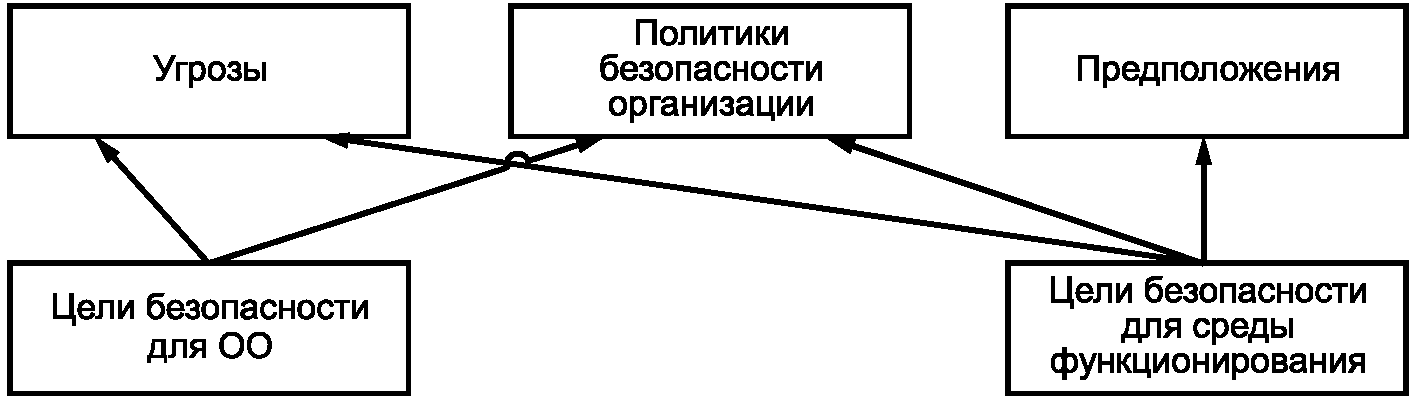 Угрозы
Политики
безопасности
организации
Предположения
Цели безопасности
для ОО
Цели безопасности
для среды
функционирования